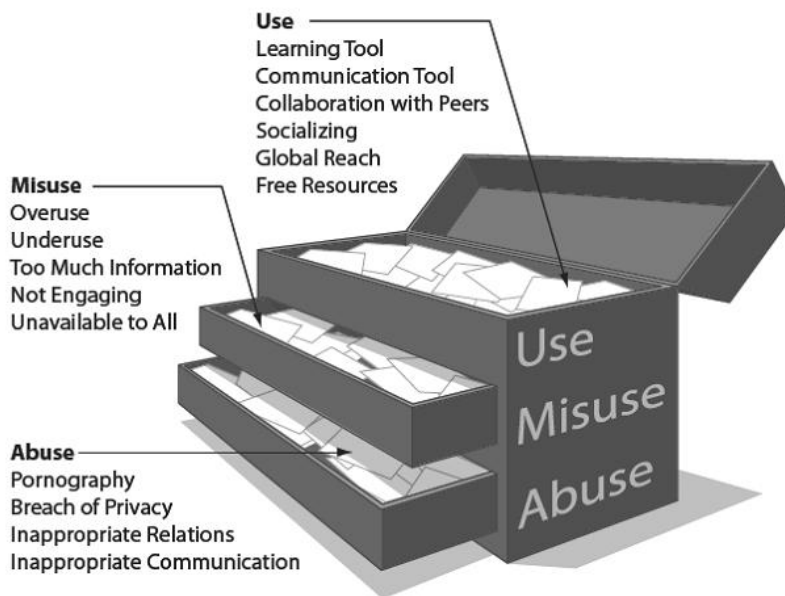 Use
Learning Tool
Communication Tool
Collaboration with Peers
Socializing
Global Reach
Free Resources
Misuse
Overuse
Underuse
Too Much Information
Not Engaging
Unavailable to All
Abuse
Pornography
Breach of Privacy
Inappropriate Relations
Inappropriate Communication
Use
Misuse
Abuse